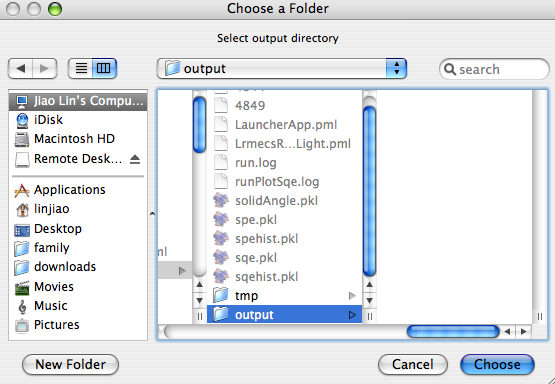 Choose a Folder
Select output directory
output
search
Jiao Lin's Compu...
iDisk
Macintosh HD
Remote Desk...
Applications
linjiao
Desktop
family
downloads
Movies
Music
Pictures
ml
4849
LauncherApp.pml
LrmecsR...Light.pml
run.log
runPlotSqe.log
solidAngle.pkl
spe.pkl
spehist.pkl
sqe.pkl
sqehist.pkl
tmp
output
New Folder
Cancel
Choose